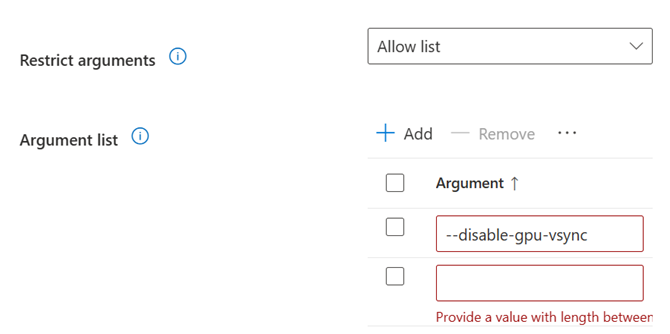 Restrict arguments
Allow list
Argument list
Add
Remove
Argument ↑
--disable-gpu-vsync
Provide a value with length between